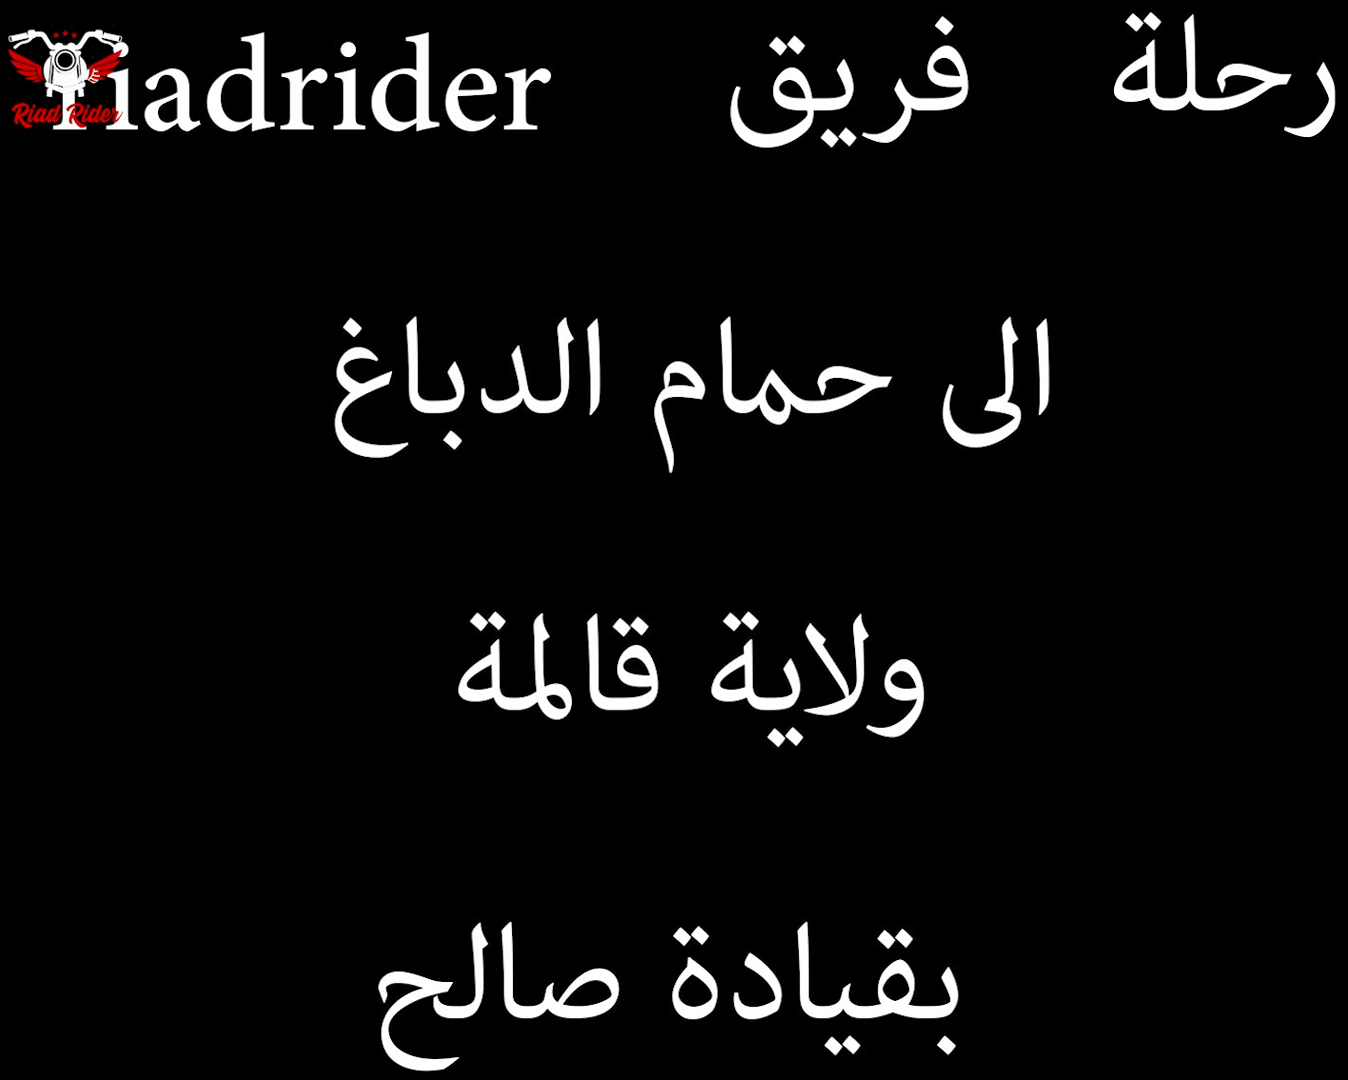 رحلة فريق riadrider
الى حمام الدباغ
ولاية قالمة
بقيادة صالح
Riad Rider